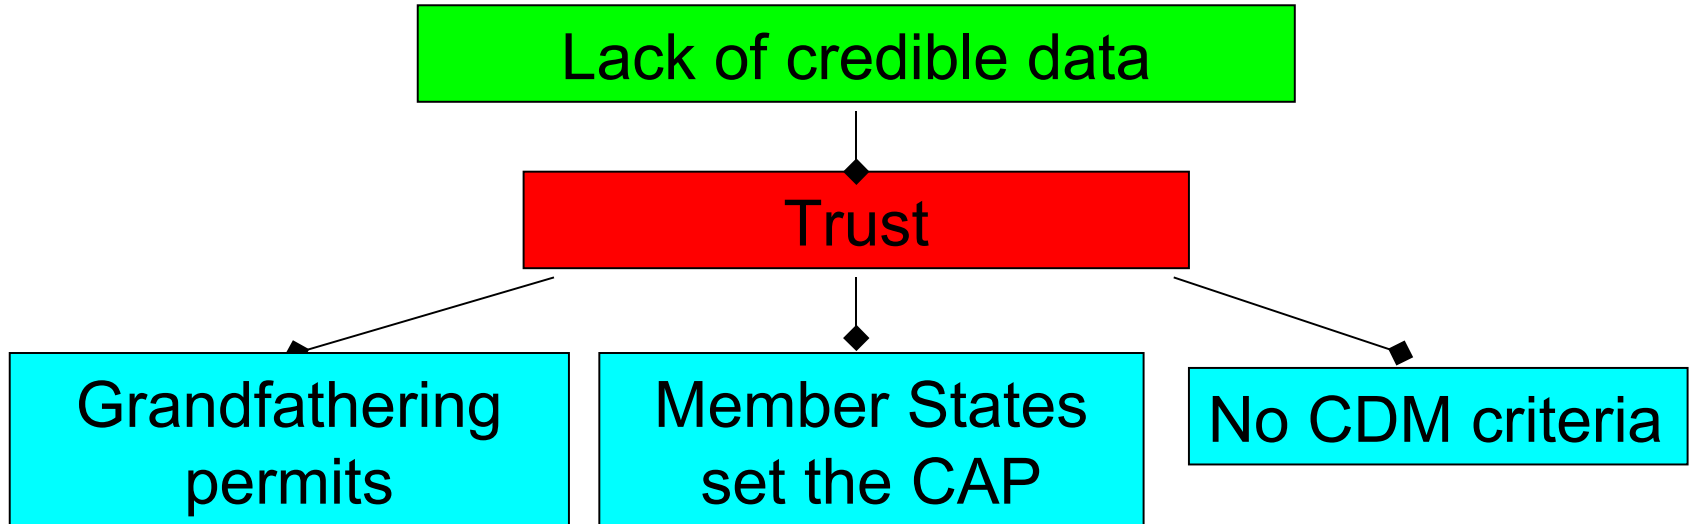 Lack of credible data
Trust
Grandfathering
permits
Member States
set the CAP
No CDM criteria